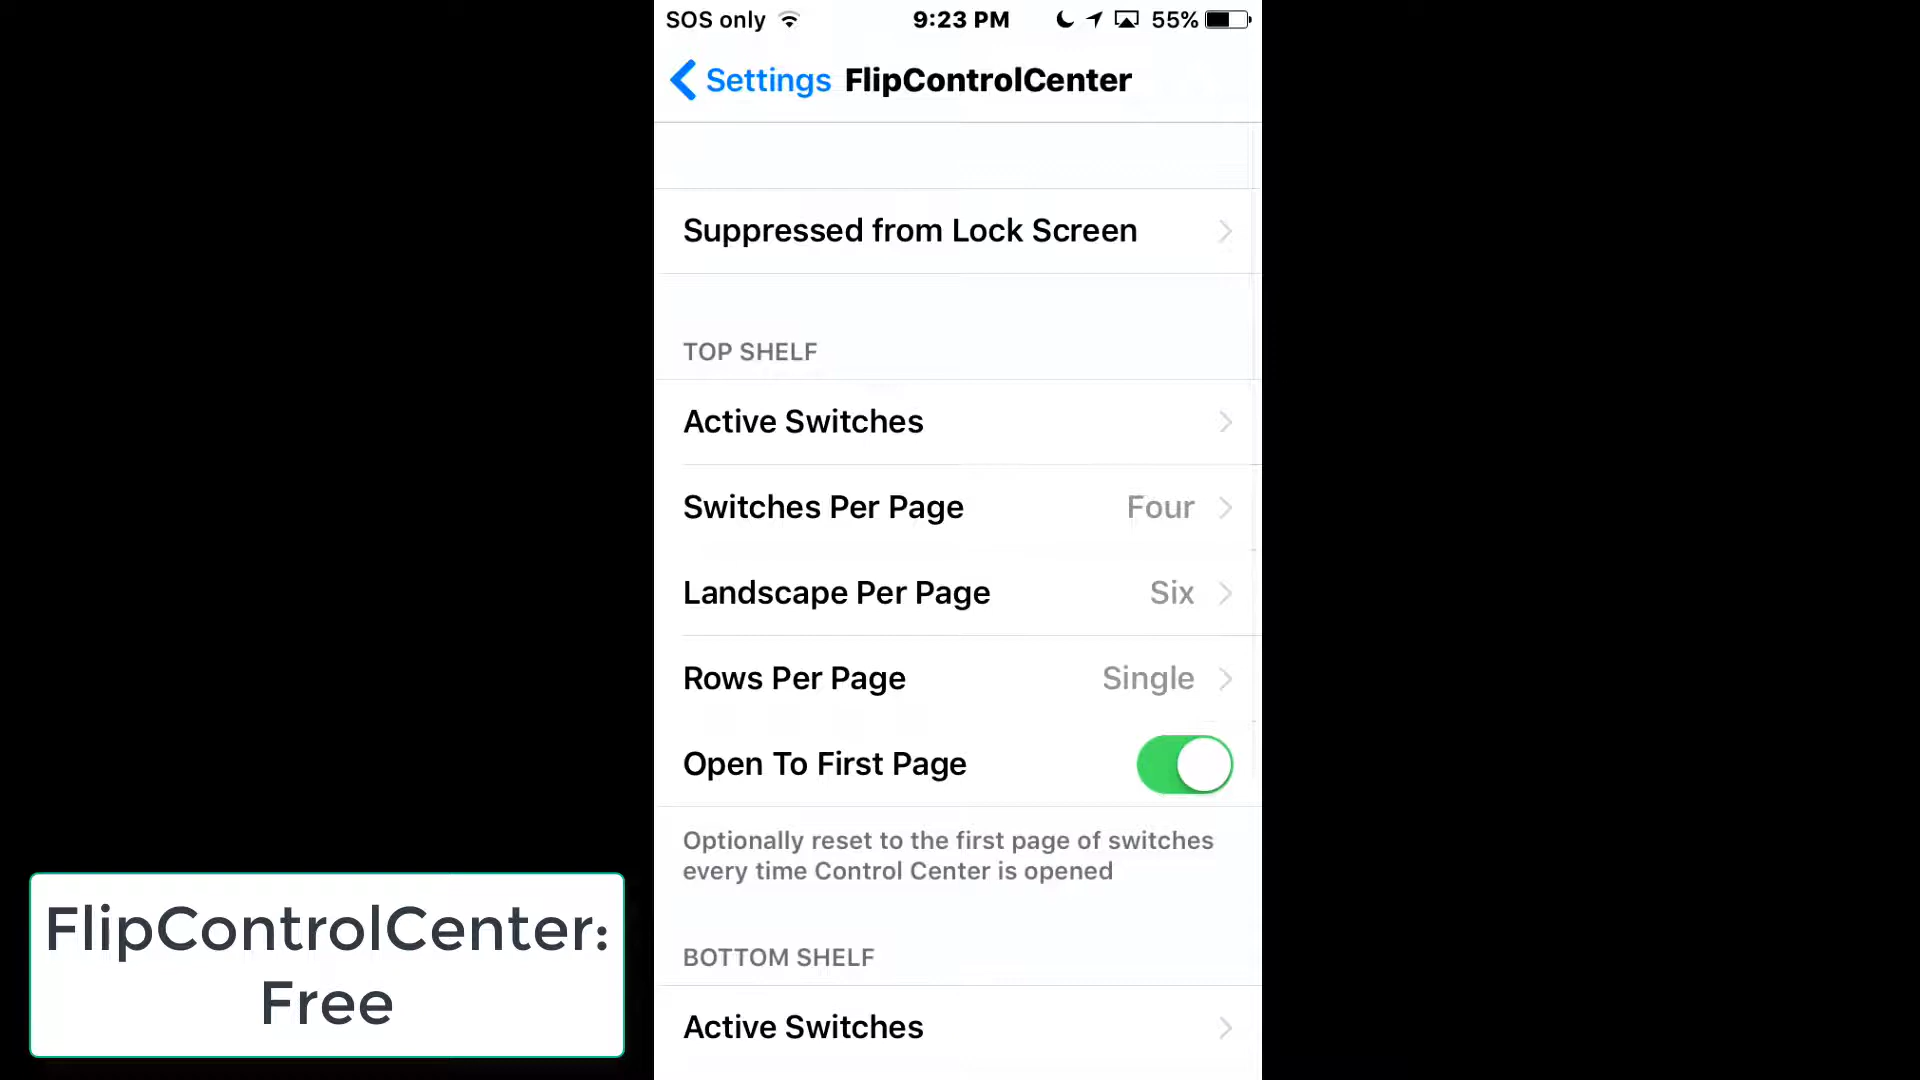 SOS only 9:23 PM 55%
Settings FlipControlCenter
Suppressed from Lock Screen
TOP SHELF
Active Switches
Switches Per Page Four
Landscape Per Page Six
Rows Per Page Single
Open To First Page
Optionally reset to the first page of switches
every time Control Center is opened
BOTTOM SHELF
Active Switches
FlipControlCenter:
Free